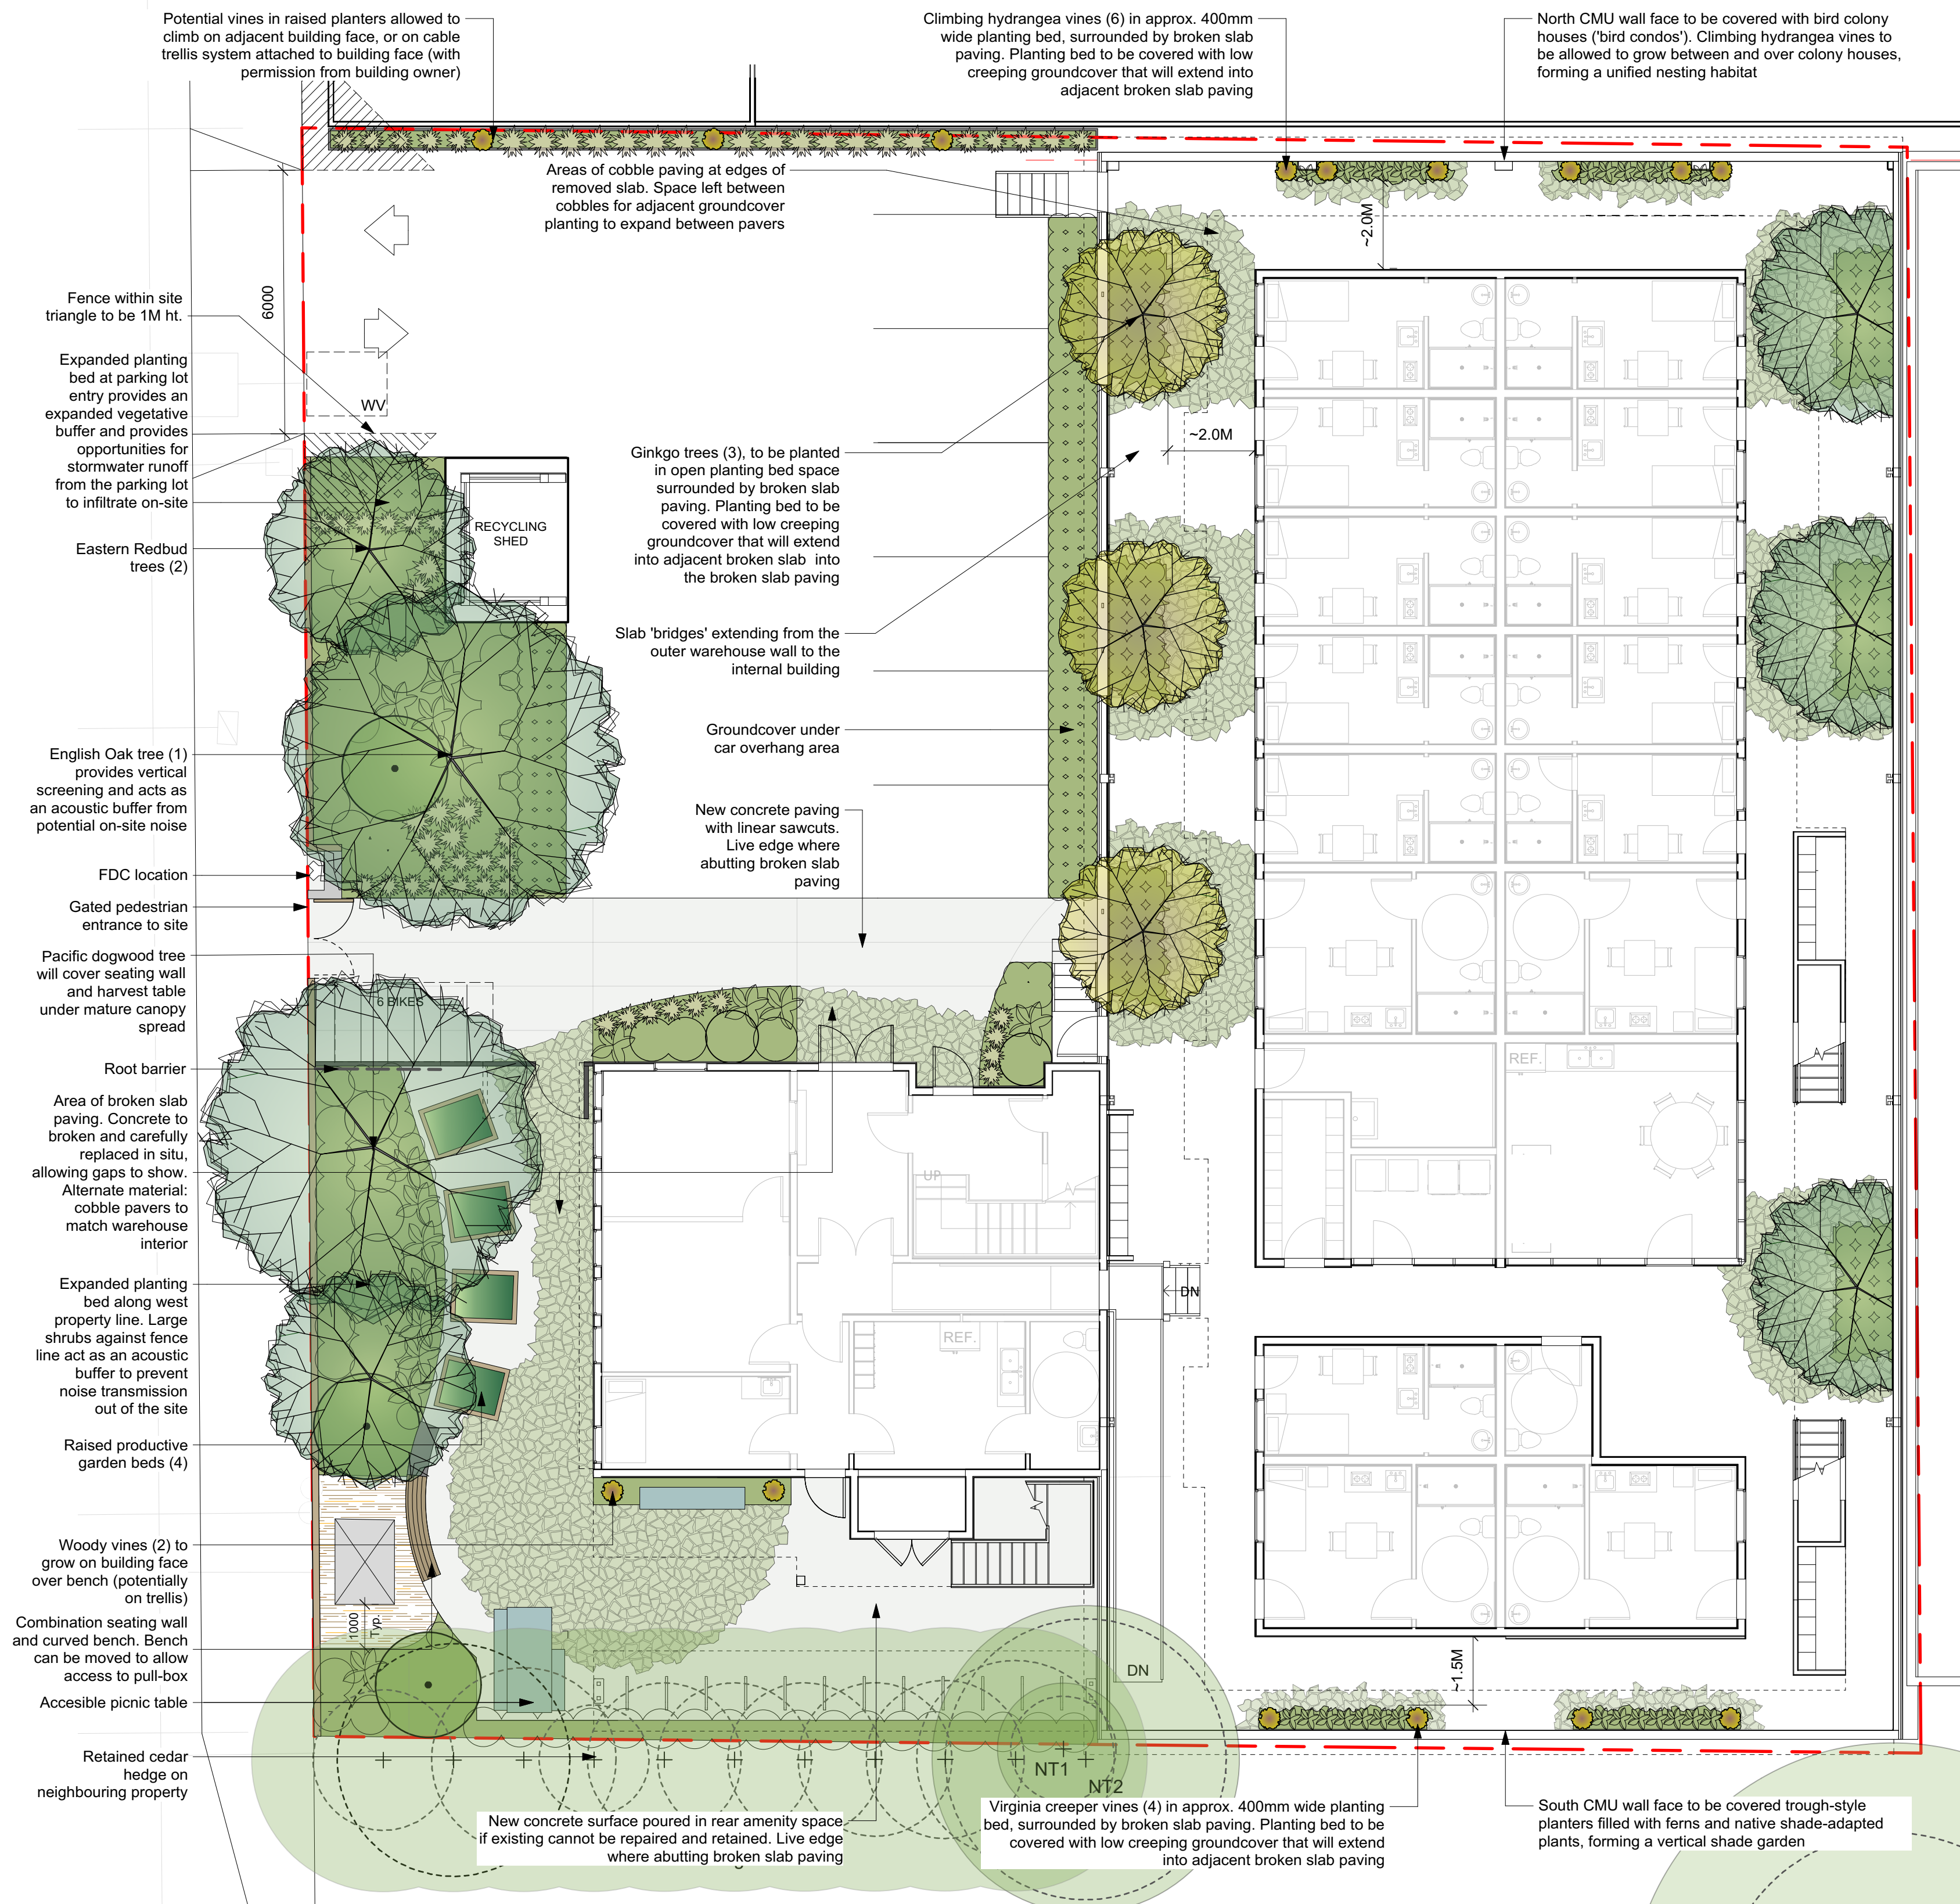 Potential vines in raised planters allowed to
climb on adjacent building face, or on cable
trellis system attached to building face (with
permission from building owner)
Climbing hydrangea vines (6) in approx. 400mm
wide planting bed, surrounded by broken slab
paving. Planting bed to be covered with low
creeping groundcover that will extend into
adjacent broken slab paving
North CMU wall face to be covered with bird colony
houses ('bird condos'). Climbing hydrangea vines to
be allowed to grow between and over colony houses,
forming a unified nesting habitat
Areas of cobble paving at edges of
removed slab. Space left between
cobbles for adjacent groundcover
planting to expand between pavers
~2.0M
6000
Fence within site
triangle to be 1M ht.
Expanded planting
bed at parking lot
entry provides an
expanded vegetative
buffer and provides
opportunities for
stormwater runoff
from the parking lot
to infiltrate on-site
WV
~2.0M
Ginkgo trees (3), to be planted
in open planting bed space
surrounded by broken slab
paving. Planting bed to be
covered with low creeping
groundcover that will extend
into adjacent broken slab  into
the broken slab paving
RECYCLING
SHED
Eastern Redbud
trees (2)
Slab 'bridges' extending from the
outer warehouse wall to the
internal building
Groundcover under
car overhang area
English Oak tree (1)
provides vertical
screening and acts as
an acoustic buffer from
potential on-site noise
New concrete paving
with linear sawcuts.
Live edge where
abutting broken slab
paving
FDC location
Gated pedestrian
entrance to site
Pacific dogwood tree
will cover seating wall
and harvest table
under mature canopy
spread
6 BIKES
Root barrier
REF.
Area of broken slab
paving. Concrete to
broken and carefully
replaced in situ,
allowing gaps to show.
Alternate material:
cobble pavers to
match warehouse
interior
UP
Expanded planting
bed along west
property line. Large
shrubs against fence
line act as an acoustic
buffer to prevent
noise transmission
out of the site
DN
REF.
Raised productive
garden beds (4)
Woody vines (2) to
grow on building face
over bench (potentially
on trellis)
Combination seating wall
and curved bench. Bench
can be moved to allow
access to pull-box
1000
Typ.
Accesible picnic table
DN
~1.5M
Retained cedar
hedge on
neighbouring property
NT1
NT2
New concrete surface poured in rear amenity space
if existing cannot be repaired and retained. Live edge
where abutting broken slab paving
Virginia creeper vines (4) in approx. 400mm wide planting
bed, surrounded by broken slab paving. Planting bed to be
covered with low creeping groundcover that will extend
into adjacent broken slab paving
South CMU wall face to be covered trough-style
planters filled with ferns and native shade-adapted
plants, forming a vertical shade garden